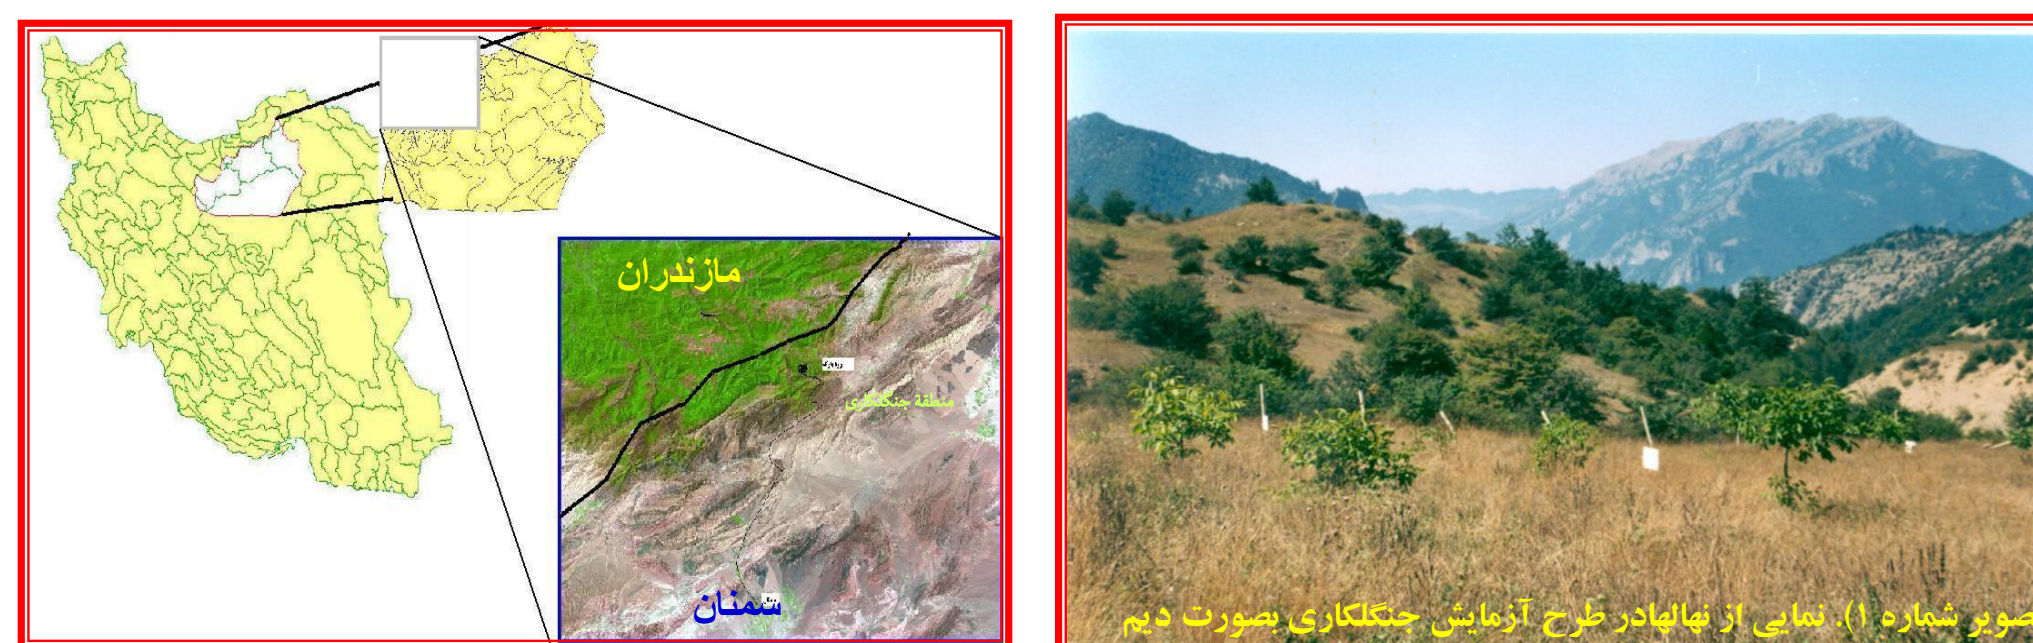 مازندران
منطقة جنگلکاری
سمنان
صویر شماره ۱). نمایی از نهالهادر طرح آزمایش جنگلکاری بصورت دیم